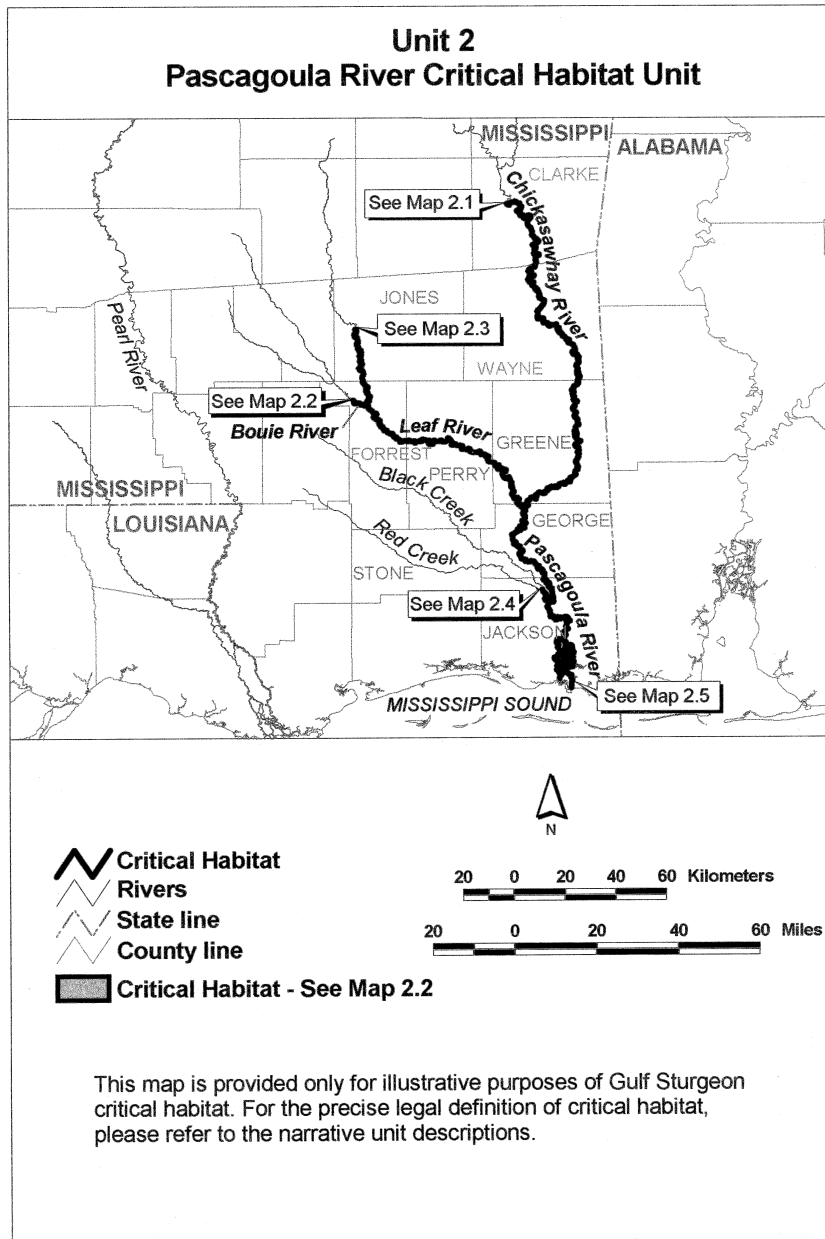 Unit 2
Pascagoula River Critical Habitat Unit
MISSISSIPPI
ALABAMA
CLARKE
See Map 2.1
Chickasawhay River
JONES
Pearl River
See Map 2.3
WAYNE
See Map 2.2
Bouie River
Leaf River
GREENE
FORREST
PERRY
Black Creek
MISSISSIPPI
LOUISIANA
GEORGE
Red Creek
Pascagoula River
STONE
See Map 2.4
JACKSON
MISSISSIPPI SOUND
See Map 2.5
N
Critical Habitat
Rivers
State line
County line
Critical Habitat - See Map 2.2
20 0 20 40 60 Kilometers
20 0 20 40 60 Miles
This map is provided only for illustrative purposes of Gulf Sturgeon
critical habitat. For the precise legal definition of critical habitat,
please refer to the narrative unit descriptions.